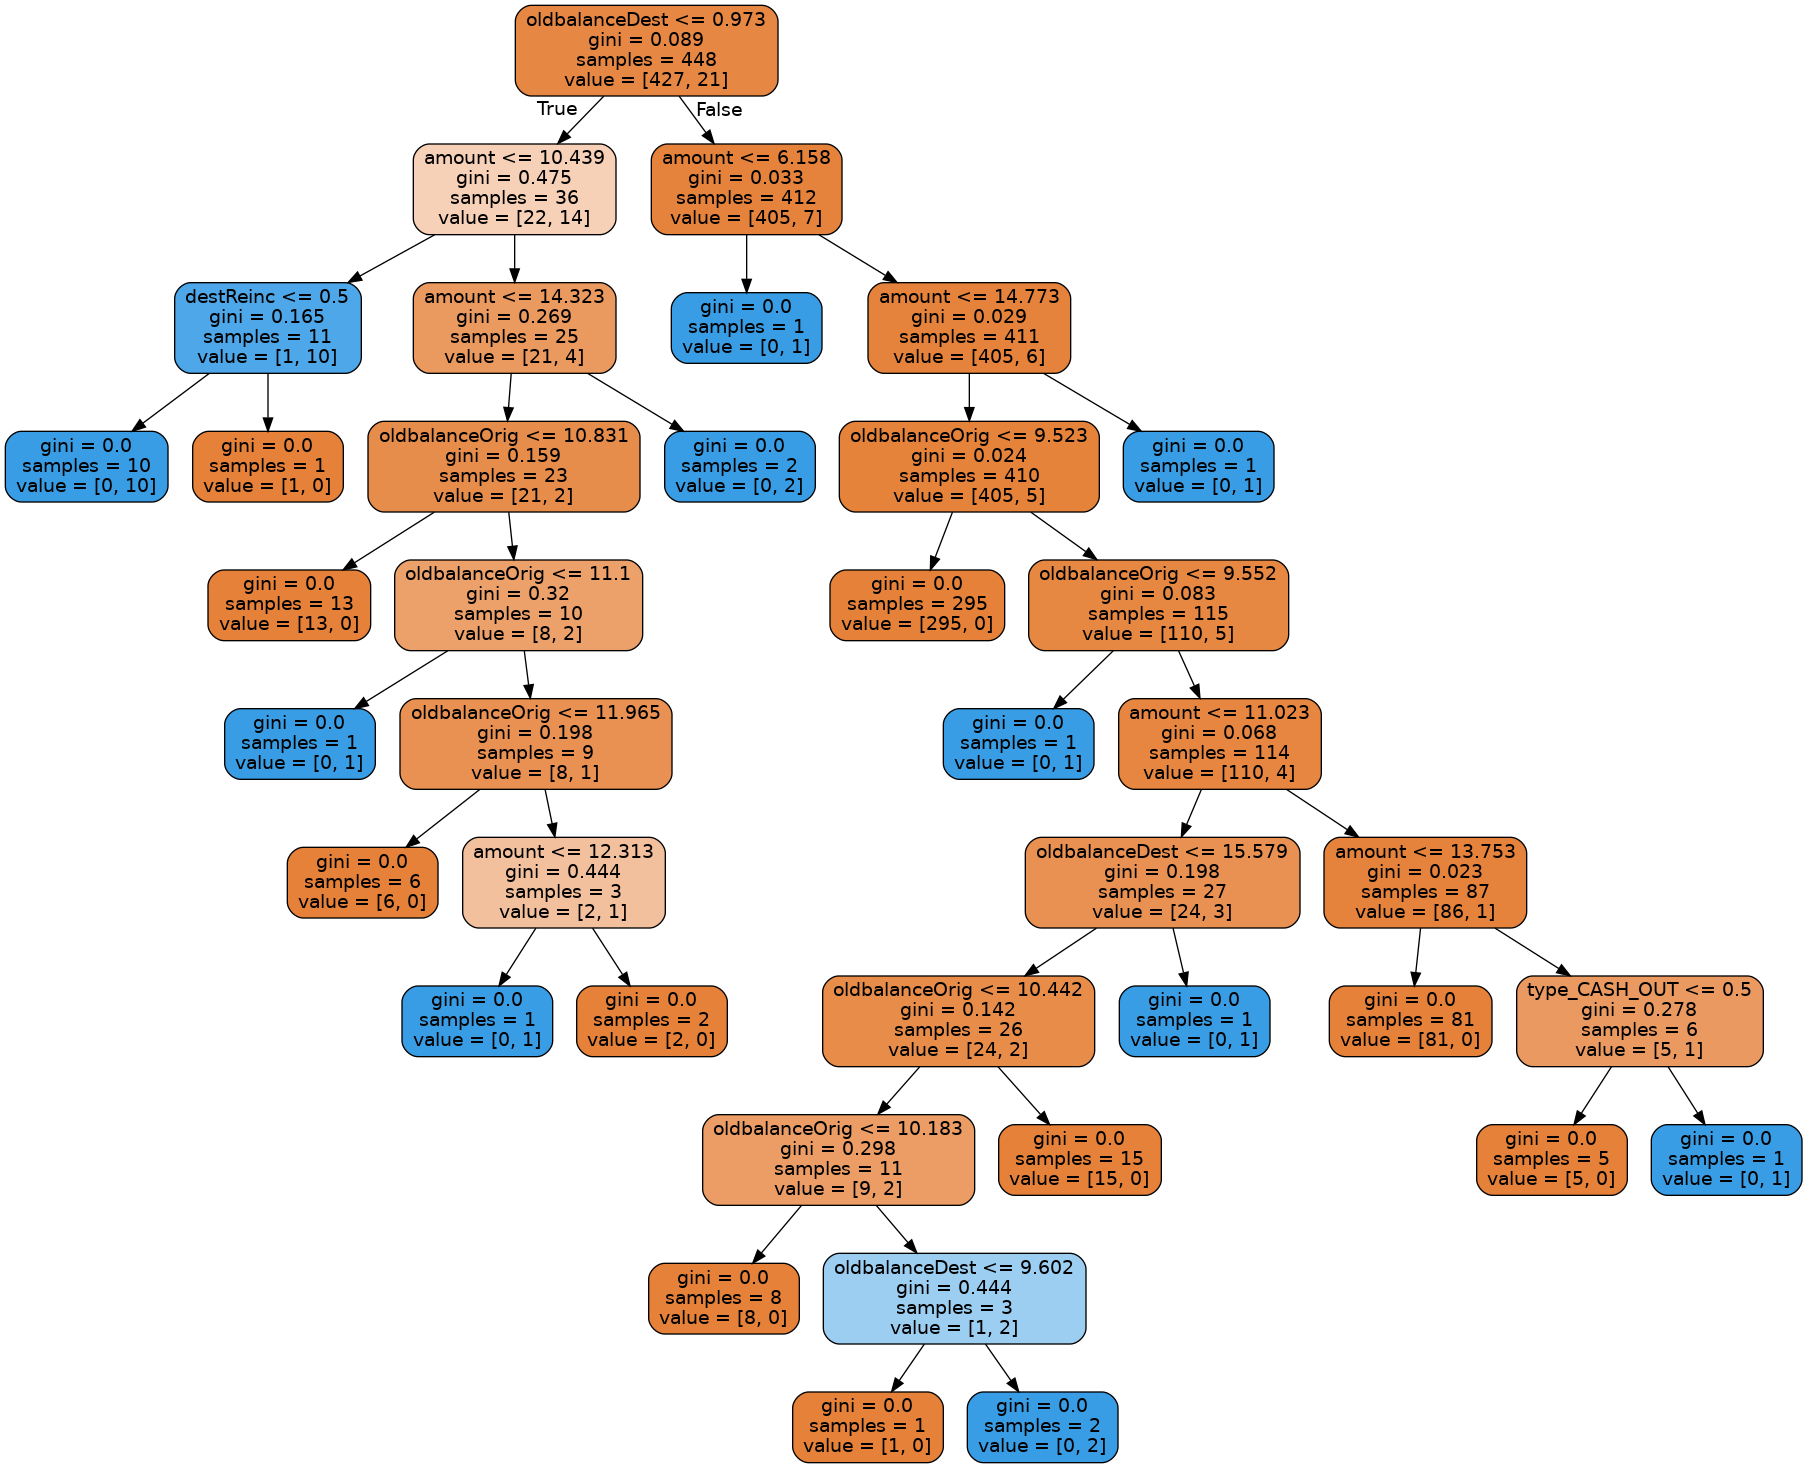 oldbalanceDest <= 0.973
gini = 0.089
samples = 448
value = [427, 21]
True
False
amount <= 10.439
gini = 0.475
samples = 36
value = [22, 14]
amount <= 6.158
gini = 0.033
samples = 412
value = [405, 7]
destReinc <= 0.5
gini = 0.165
samples = 11
value = [1, 10]
amount <= 14.323
gini = 0.269
samples = 25
value = [21, 4]
gini = 0.0
samples = 1
value = [0, 1]
amount <= 14.773
gini = 0.029
samples = 411
value = [405, 6]
gini = 0.0
samples = 10
value = [0, 10]
gini = 0.0
samples = 1
value = [1, 0]
oldbalanceOrig <= 10.831
gini = 0.159
samples = 23
value = [21, 2]
gini = 0.0
samples = 2
value = [0, 2]
oldbalanceOrig <= 9.523
gini = 0.024
samples = 410
value = [405, 5]
gini = 0.0
samples = 1
value = [0, 1]
gini = 0.0
samples = 13
value = [13, 0]
oldbalanceOrig <= 11.1
gini = 0.32
samples = 10
value = [8, 2]
gini = 0.0
samples = 295
value = [295, 0]
oldbalanceOrig <= 9.552
gini = 0.083
samples = 115
value = [110, 5]
gini = 0.0
samples = 1
value = [0, 1]
oldbalanceOrig <= 11.965
gini = 0.198
samples = 9
value = [8, 1]
gini = 0.0
samples = 1
value = [0, 1]
amount <= 11.023
gini = 0.068
samples = 114
value = [110, 4]
gini = 0.0
samples = 6
value = [6, 0]
amount <= 12.313
gini = 0.444
samples = 3
value = [2, 1]
oldbalanceDest <= 15.579
gini = 0.198
samples = 27
value = [24, 3]
amount <= 13.753
gini = 0.023
samples = 87
value = [86, 1]
gini = 0.0
samples = 1
value = [0, 1]
gini = 0.0
samples = 2
value = [2, 0]
oldbalanceOrig <= 10.442
gini = 0.142
samples = 26
value = [24, 2]
gini = 0.0
samples = 1
value = [0, 1]
gini = 0.0
samples = 81
value = [81, 0]
type_CASH_OUT <= 0.5
gini = 0.278
samples = 6
value = [5, 1]
oldbalanceOrig <= 10.183
gini = 0.298
samples = 11
value = [9, 2]
gini = 0.0
samples = 15
value = [15, 0]
gini = 0.0
samples = 5
value = [5, 0]
gini = 0.0
samples = 1
value = [0, 1]
gini = 0.0
samples = 8
value = [8, 0]
oldbalanceDest <= 9.602
gini = 0.444
samples = 3
value = [1, 2]
gini = 0.0
samples = 1
value = [1, 0]
gini = 0.0
samples = 2
value = [0, 2]